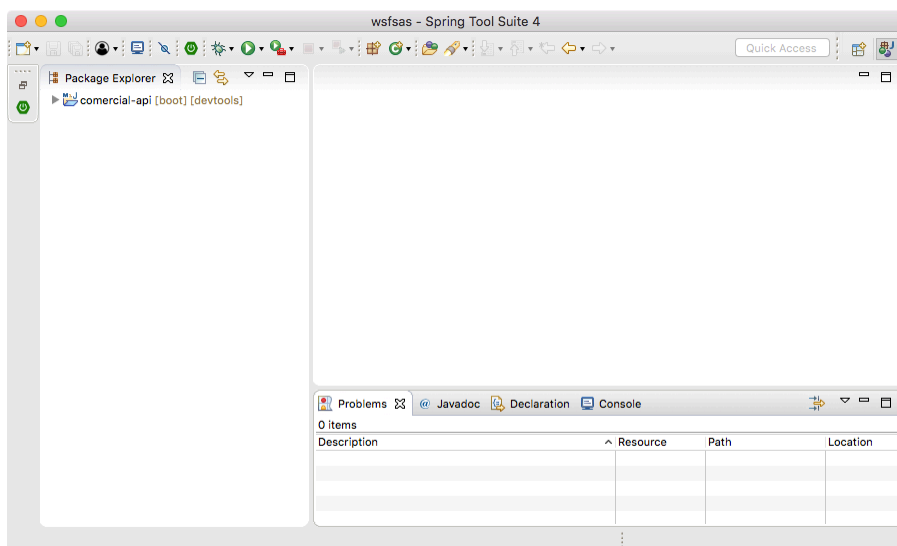 wsfsas - Spring Tool Suite 4
Quick Access
Package Explorer
comercial-api [boot] [devtools]
Problems @ Javadoc Declaration Console
0 items
Description Resource Path Location